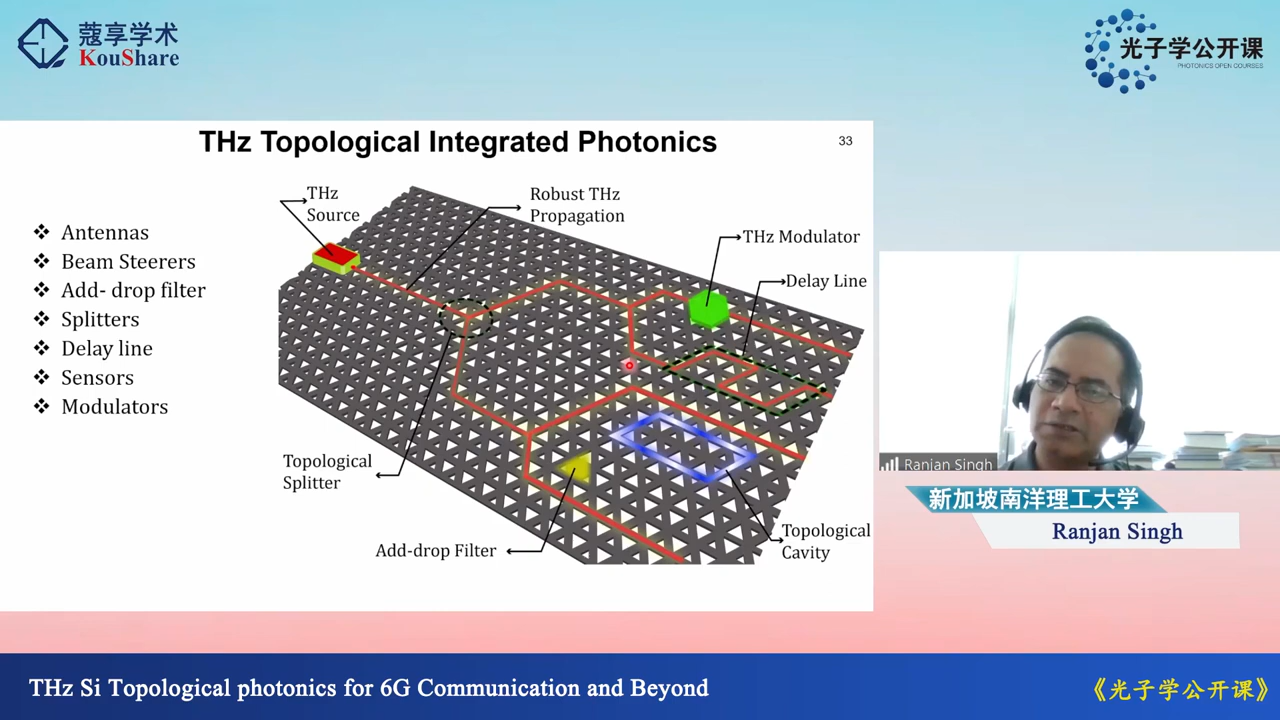 蔻享学术
KouShare
光子学公开课
PHOTONICS OPEN COURSES
THz Topological Integrated Photonics
33
THz
Source
Robust THz
Propagation
THz Modulator
Delay Line
❖ Antennas
❖ Beam Steerers
❖ Add- drop filter
❖ Splitters
❖ Delay line
❖ Sensors
❖ Modulators
Topological
Splitter
Add-drop Filter
Topological
Cavity
Ranjan Singh
新加坡南洋理工大学
Ranjan Singh
THz Si Topological photonics for 6G Communication and Beyond
《光子学公开课》